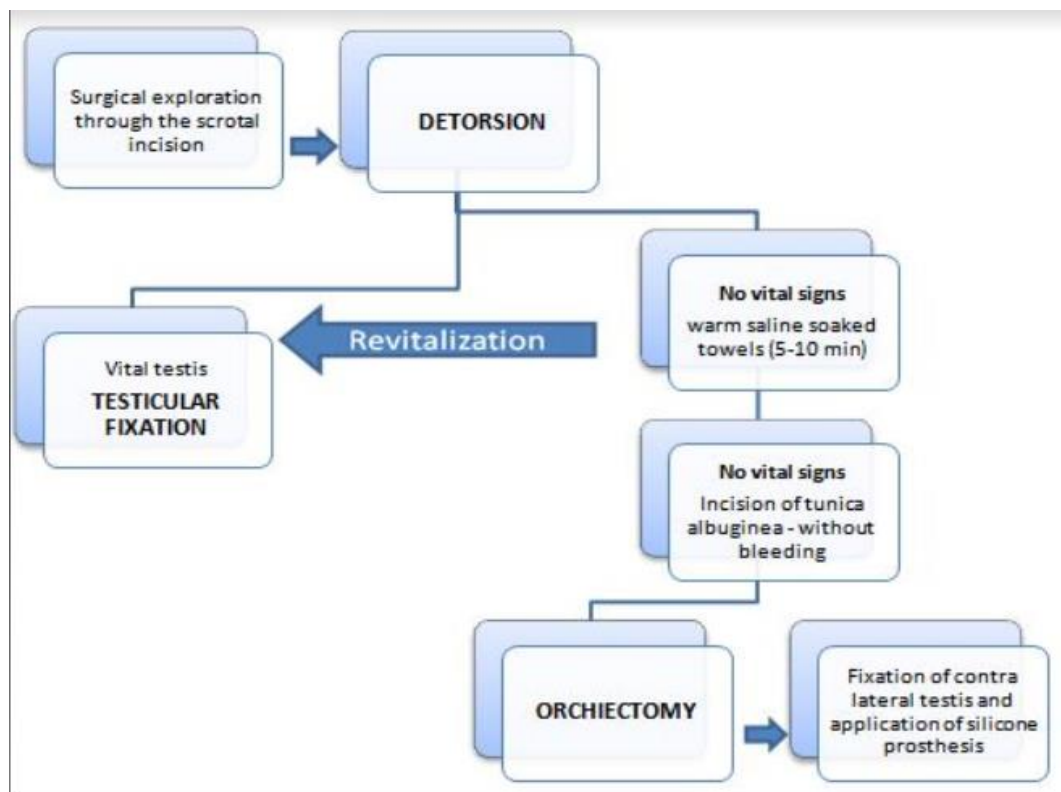 Surgical exploration
through the scrotal
incision
DETORSION
No vital signs
warm saline soaked
towels (5-10 min)
Revitalization
Vital testis
TESTICULAR
FIXATION
No vital signs
Incision of tunica
albuginea - without
bleeding
ORCHIECTOMY
Fixation of contra
lateral testis and
application of silicone
prosthesis